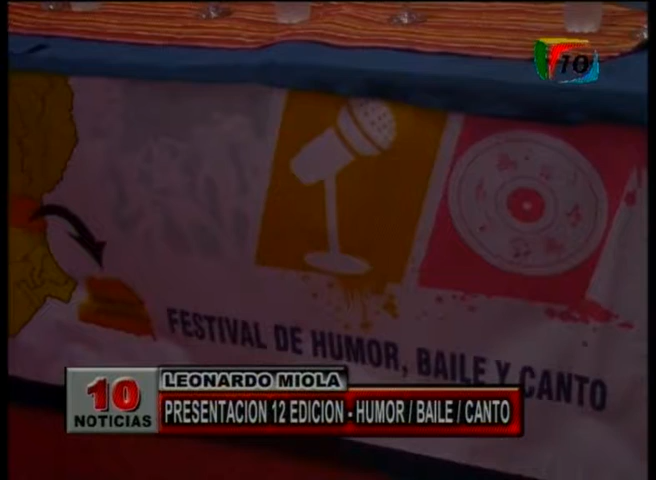 10
FESTIVAL DE HUMOR, BAILE Y CANTO
10
NOTICIAS
LEONARDO MIOLA
PRESENTACION 12 EDICION - HUMOR / BAILE / CANTO